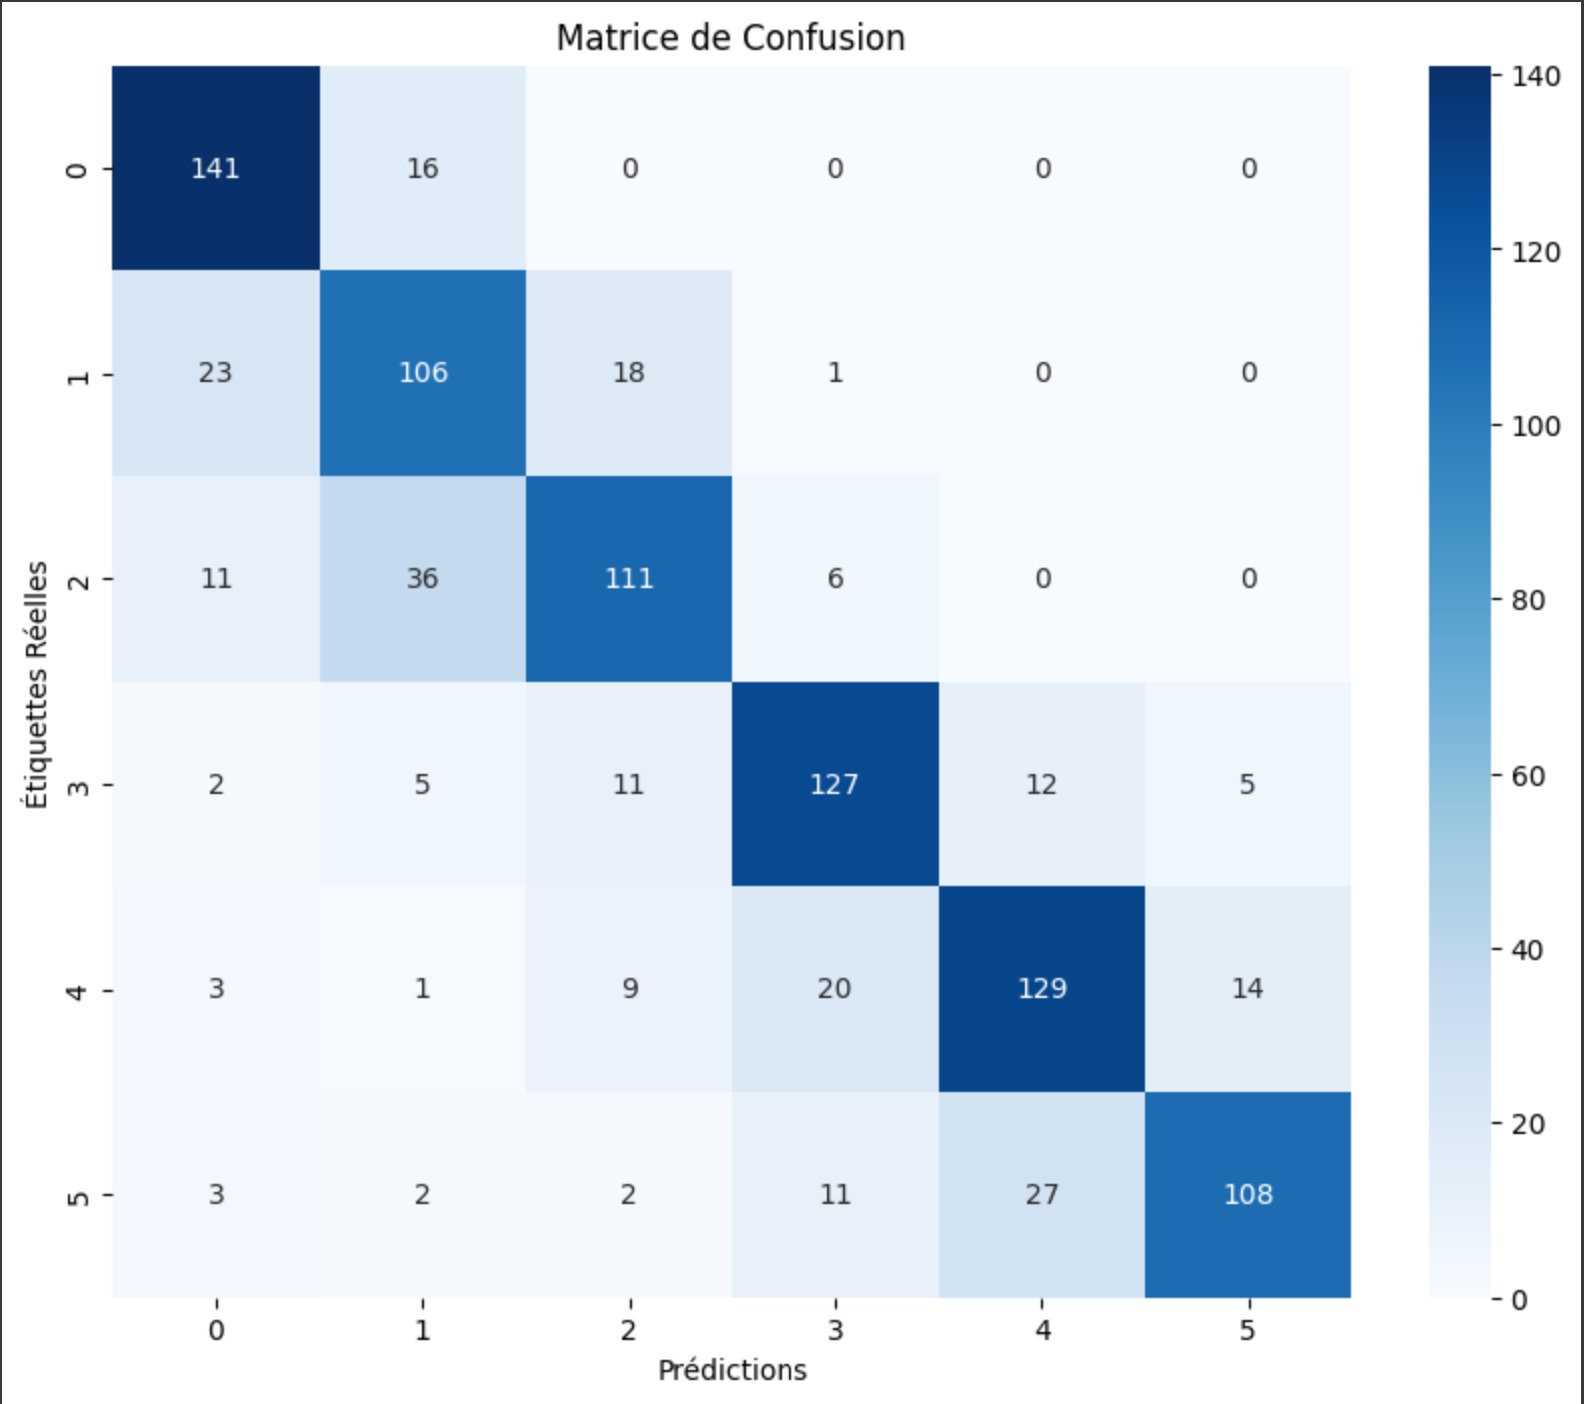 Matrice de Confusion
0 141 16 0 0 0 0
1 23 106 18 1 0 0
2 11 36 111 6 0 0
3 2 5 11 127 12 5
4 3 1 9 20 129 14
5 3 2 2 11 27 108
0 1 2 3 4 5
Prédictions
Étiquettes Réelles
140
120
100
80
60
40
20
0